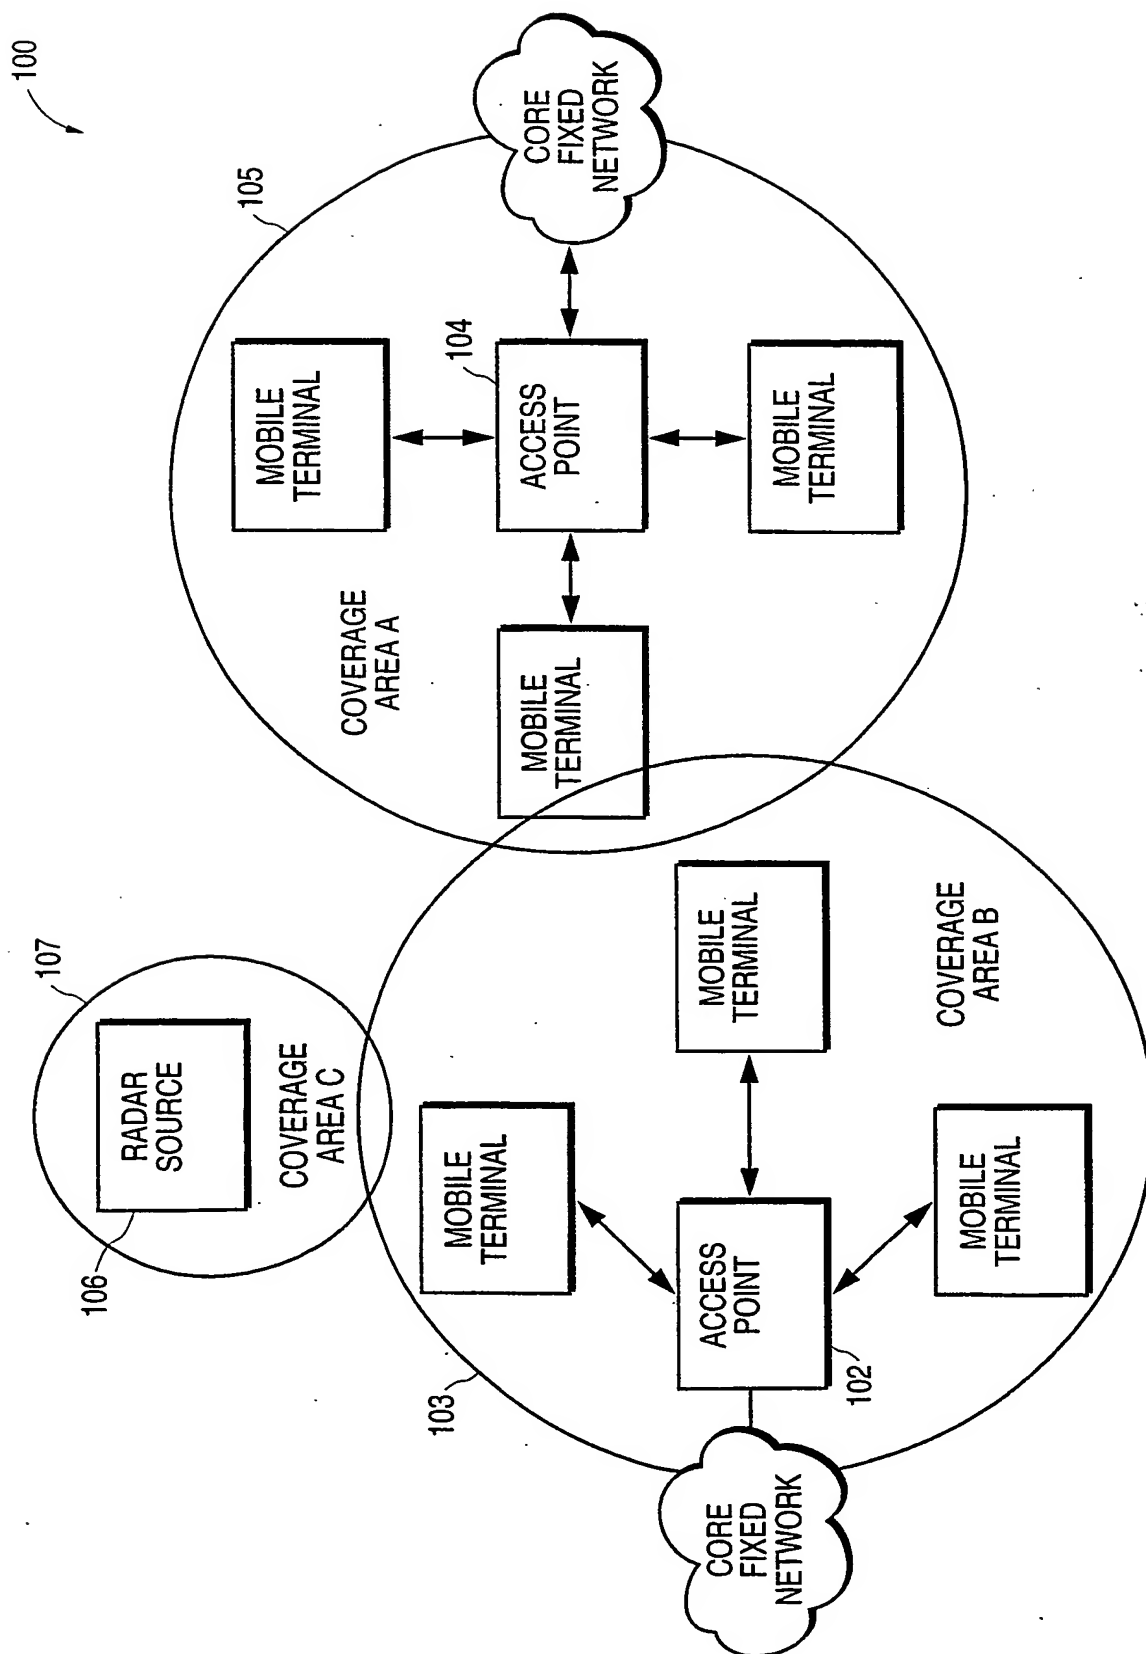 100
105
107
CORE
FIXED
NETWORK
MOBILE
TERMINAL
104
ACCESS
POINT
MOBILE
TERMINAL
MOBILE
TERMINAL
COVERAGE
AREA A
RADAR
SOURCE
106
COVERAGE
AREA C
MOBILE
TERMINAL
MOBILE
TERMINAL
COVERAGE
AREA B
103
ACCESS
POINT
102
MOBILE
TERMINAL
CORE
FIXED
NETWORK